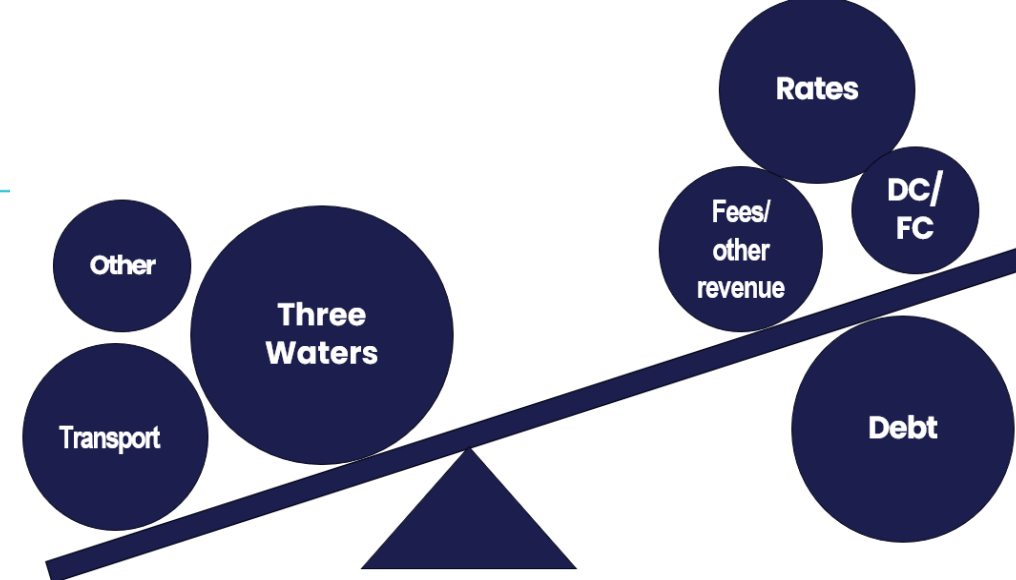 Rates
DC/
FC
Fees/
other
revenue
Other
Three
Waters
Transport
Debt